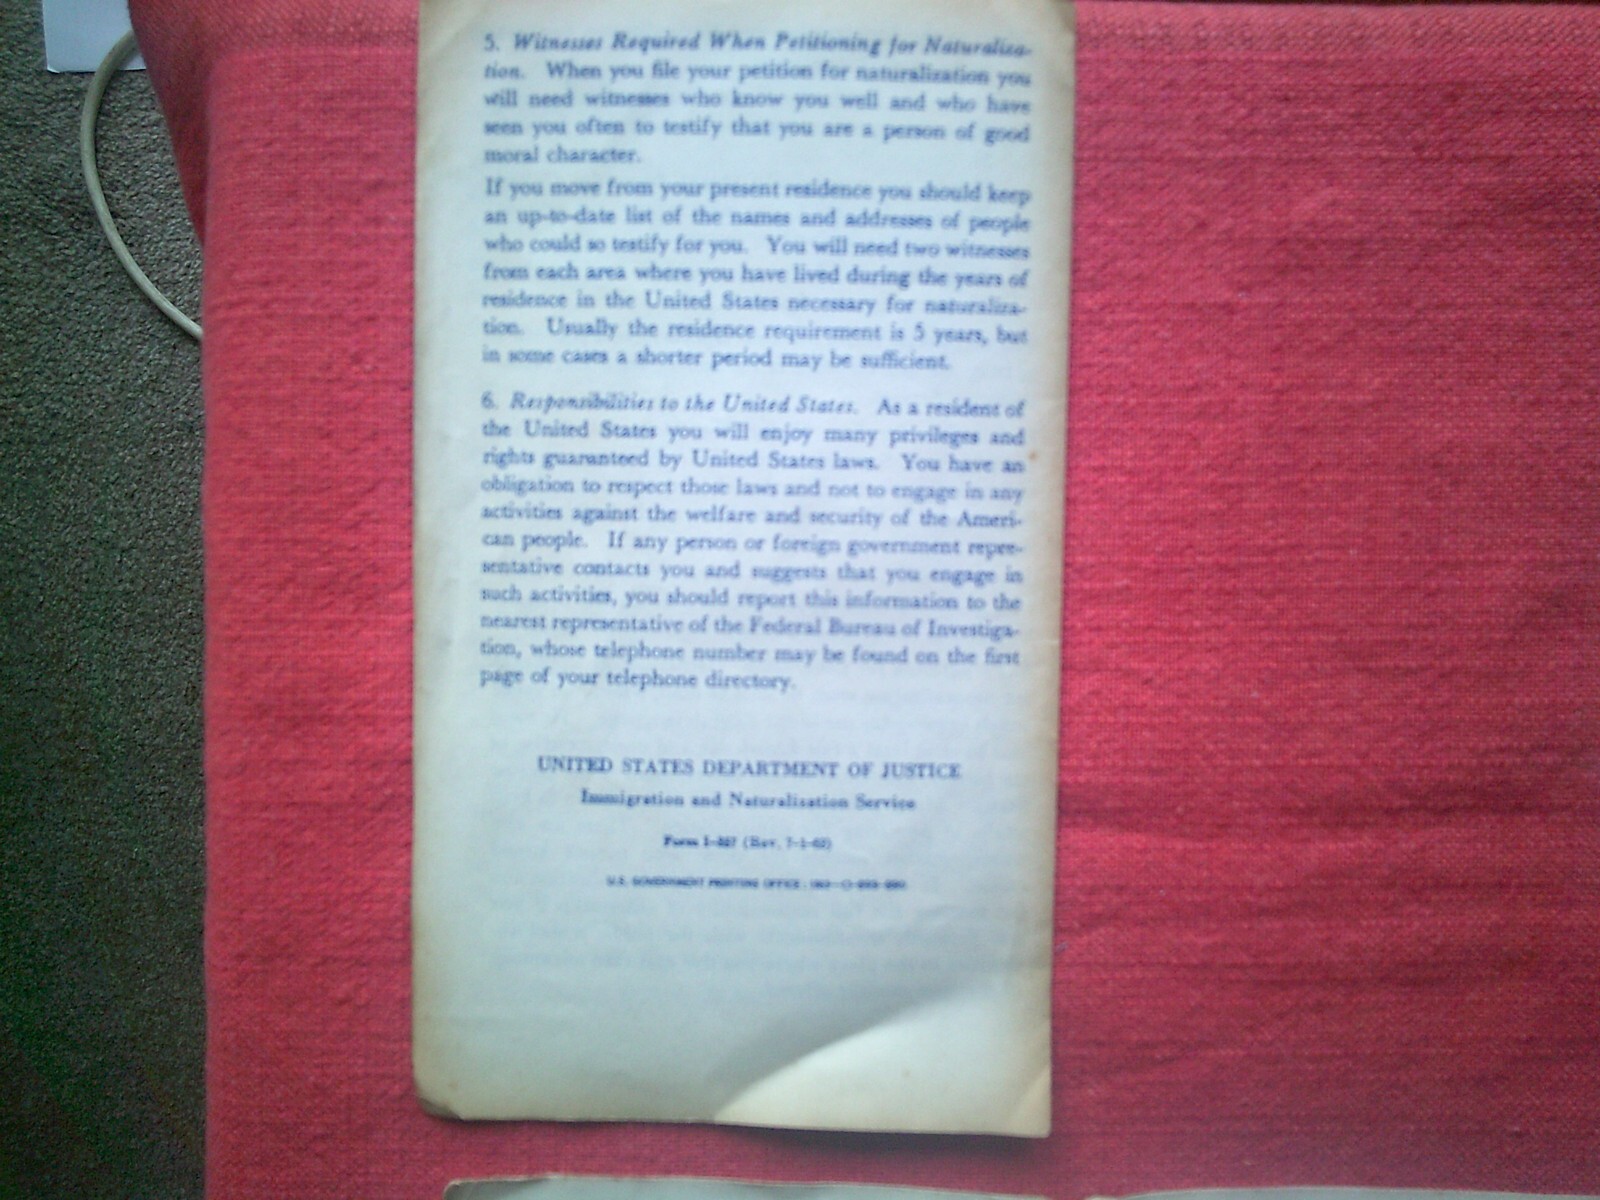 5. Witnesses Required When Petitioning for Naturaliza-
tion. When you file your petition for naturalization you
will need witnesses who know you well and who have
seen you often to testify that you are a person of good
moral character.
If you move from your present residence you should keep
an up-to-date list of the names and addresses of people
who could so testify for you. You will need two witnesses
from each area where you have lived during the years of
residence in the United States necessary for naturaliza-
tion. Usually the residence requirement is 5 years, but
in some cases a shorter period may be sufficient.
6. Responsibilities to the United States. As a resident of
the United States you will enjoy many privileges and
rights guaranteed by United States laws. You have an
obligation to respect those laws and not to engage in any
activities against the welfare and security of the Ameri-
can people. If any person or foreign government repre-
sentative contacts you and suggests that you engage in
such activities, you should report this information to the
nearest representative of the Federal Bureau of Investiga-
tion, whose telephone number may be found on the first
page of your telephone directory.
UNITED STATES DEPARTMENT OF JUSTICE
Immigration and Naturalization Service
Form (Rev.
U.S. GOVERNMENT PRINTING OFFICE :